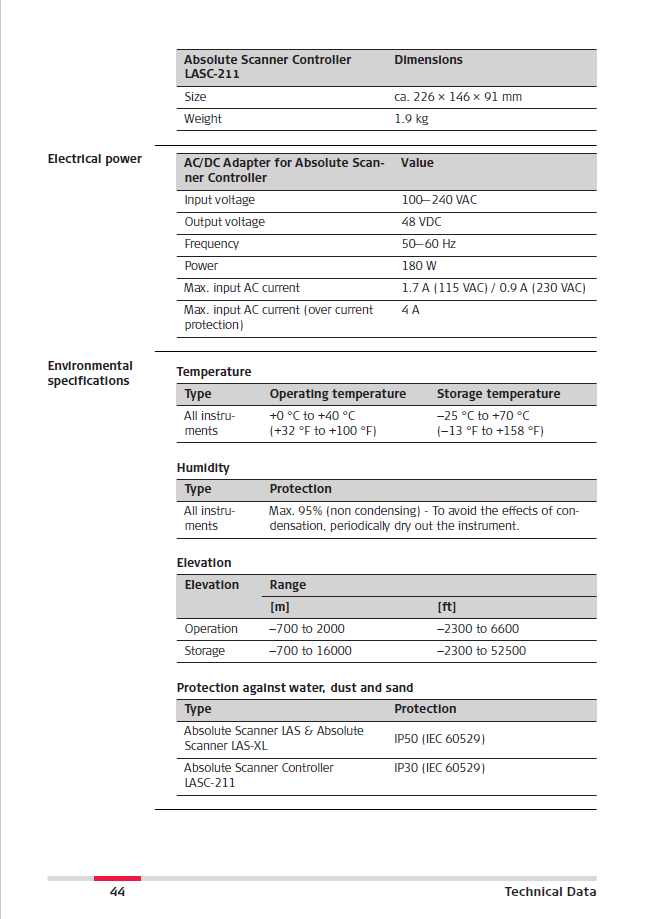 Absolute Scanner Controller Dimensions
LASC-211
Size ca. 226 × 146 × 91 mm
Weight 1.9 kg
Electrical power
AC/DC Adapter for Absolute Scan- Value
ner Controller
Input voltage 100—240 VAC
Output voltage 48 VDC
Frequency 50—60 Hz
Power 180 W
Max. input AC current 1.7 A (115 VAC) / 0.9 A (230 VAC)
Max. input AC current (over current 4 A
protection)
Environmental
specifications
Temperature
Type Operating temperature Storage temperature
All instru- +0 °C to +40 °C −25 °C to +70 °C
ments (+32 °F to +100 °F) (−13 °F to +158 °F)
Humidity
Type Protection
All instru- Max. 95% (non condensing) - To avoid the effects of con-
ments densation, periodically dry out the instrument.
Elevation
Elevation Range
[m] [ft]
Operation −700 to 2000 −2300 to 6600
Storage −700 to 16000 −2300 to 52500
Protection against water, dust and sand
Type Protection
Absolute Scanner LAS & Absolute
Scanner LAS-XL IP50 (IEC 60529)
Absolute Scanner Controller IP30 (IEC 60529)
LASC-211
44 Technical Data